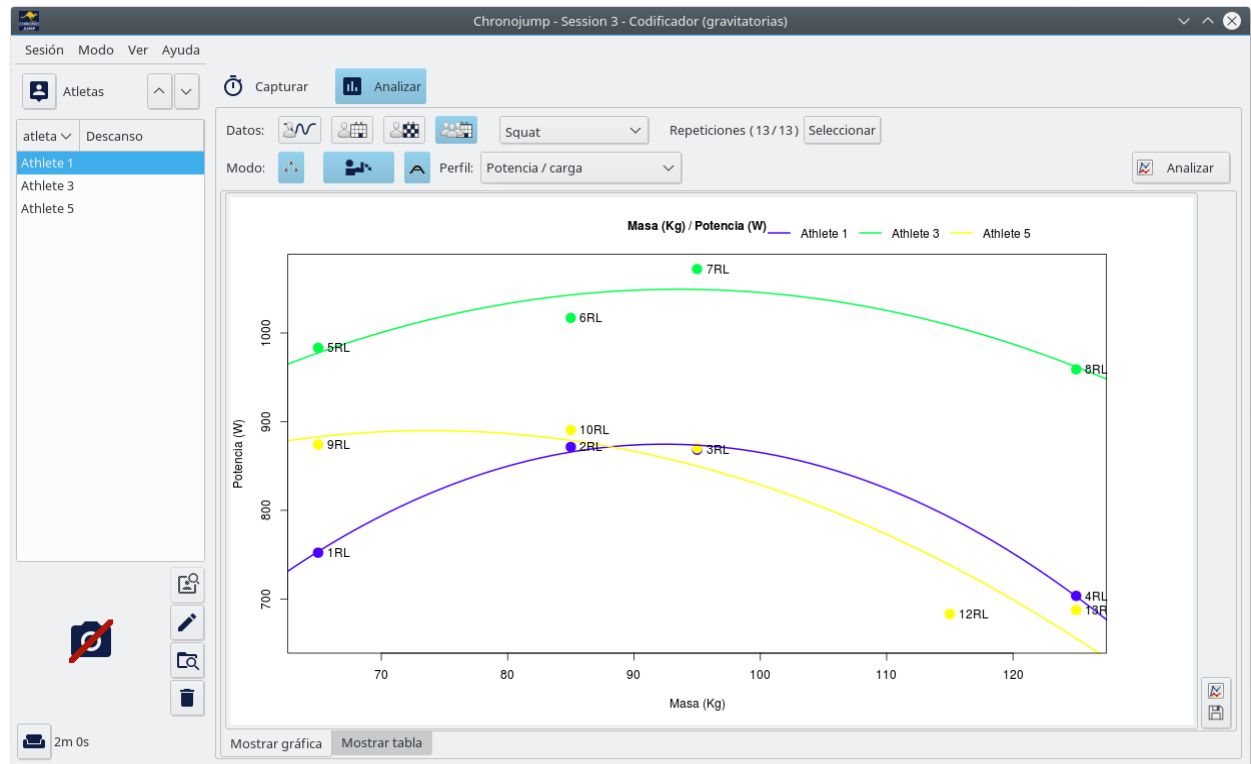 Chronojump - Session 3 - Codificador (gravitatorias)
CHRONO
JUMP
Sesión Modo Ver Ayuda
Atletas
Capturar
Analizar
atleta Descanso
Athlete 1
Athlete 3
Athlete 5
Datos:
Squat
Repeticiones (13/13)
Seleccionar
Modo:
Perfil:
Potencia / carga
Analizar
Masa (Kg) / Potencia (W)
Athlete 1 Athlete 3 Athlete 5
7RL
6RL
5RL
8RL
10RL
9RL
2RL
3RL
1RL
4RL
13R
12RL
1000
900
800
700
Potencia (W)
70 80 90 100 110 120
Masa (Kg)
2m 0s
Mostrar gráfica
Mostrar tabla